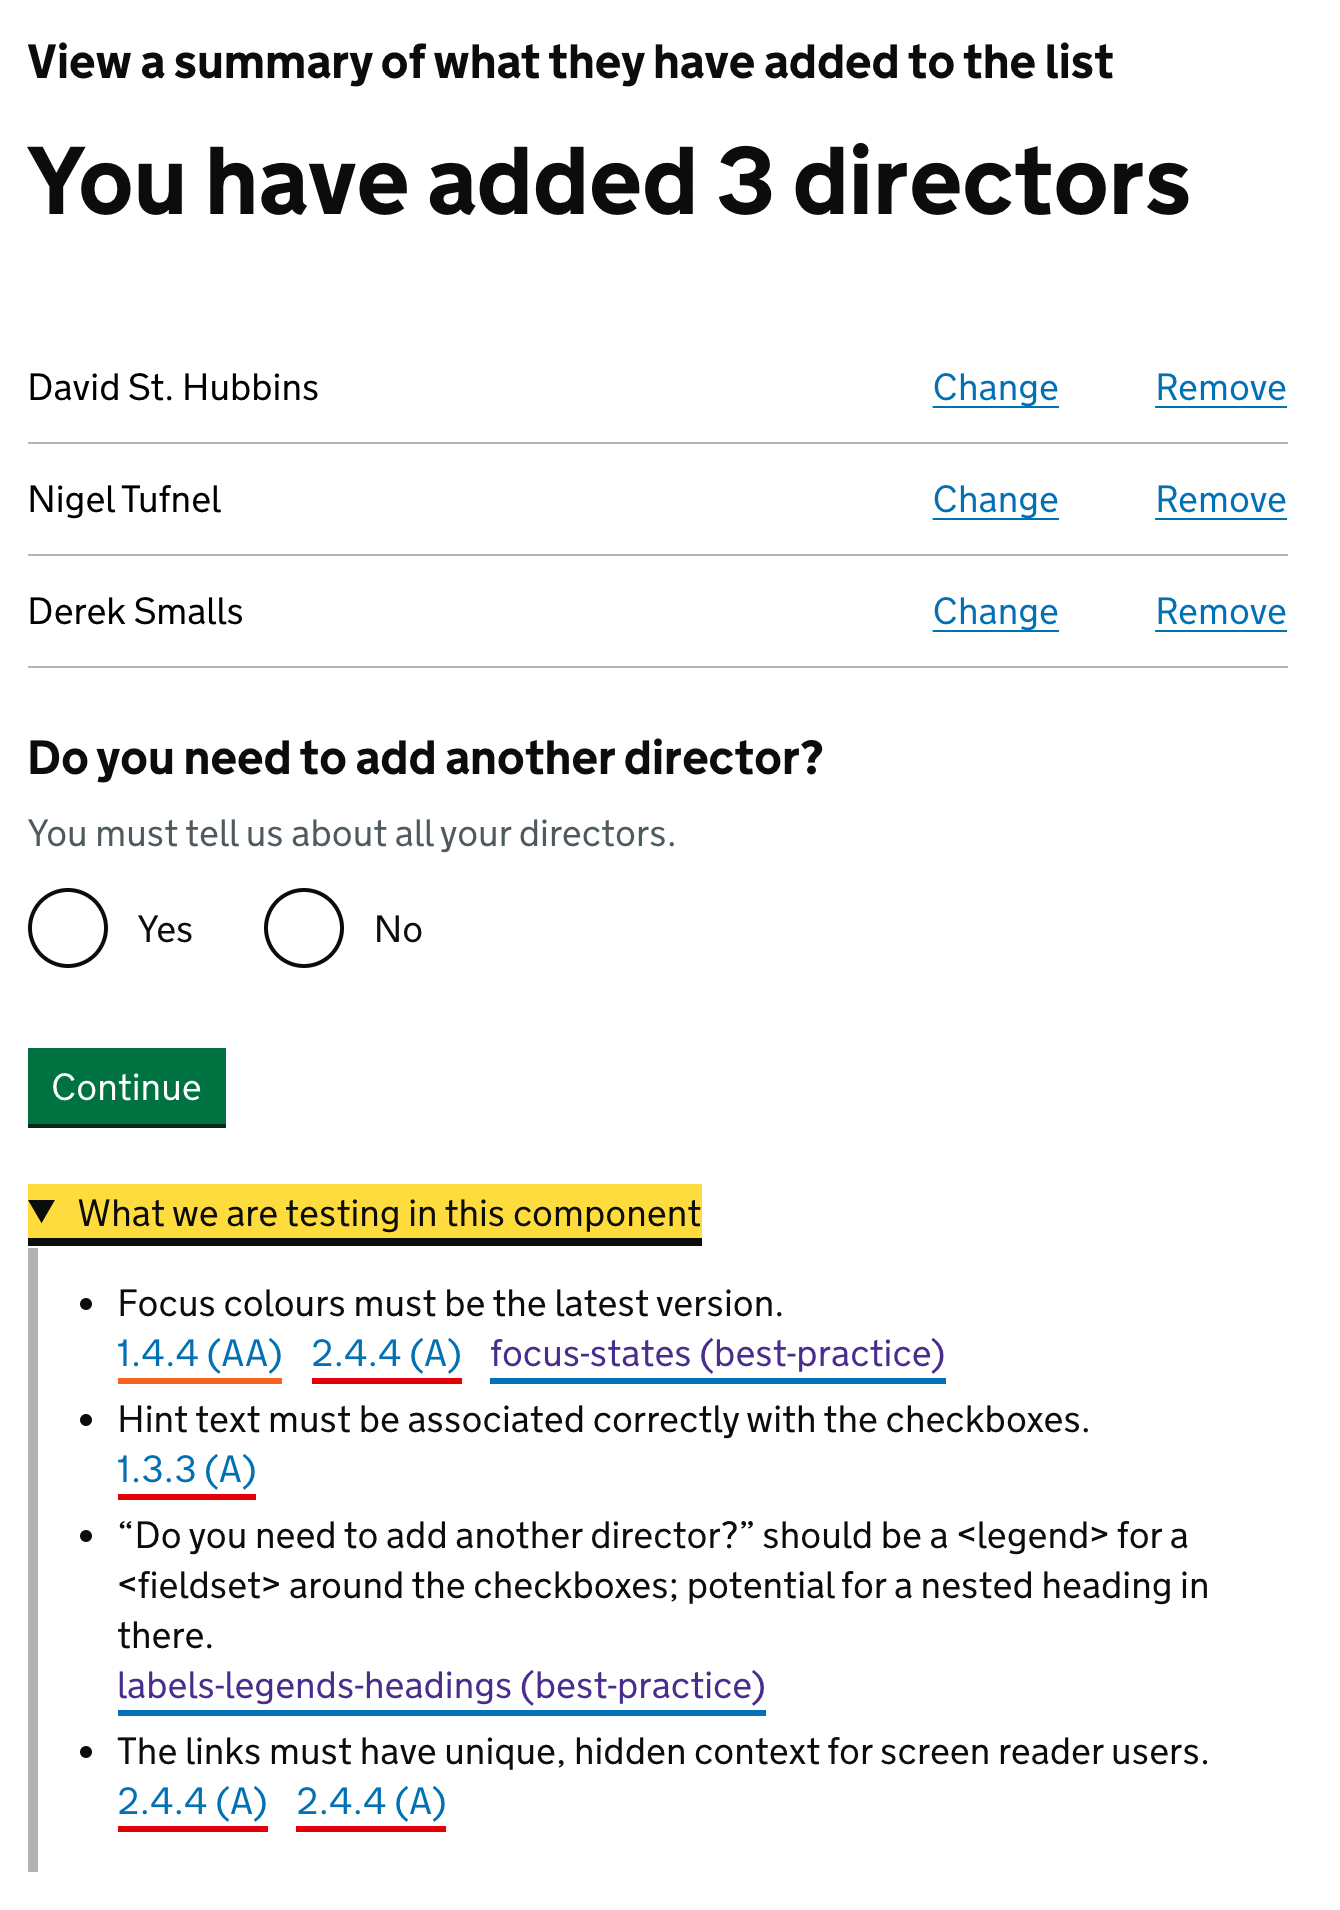 View a summary of what they have added to the list
You have added 3 directors
David St. Hubbins Change Remove
Nigel Tufnel Change Remove
Derek Smalls Change Remove
Do you need to add another director?
You must tell us about all your directors.
Yes No
Continue
What we are testing in this component
Focus colours must be the latest version.
1.4.4 (AA) 2.4.4 (A) focus-states (best-practice)
Hint text must be associated correctly with the checkboxes.
1.3.3 (A)
“Do you need to add another director?” should be a <legend> for a
<fieldset> around the checkboxes; potential for a nested heading in
there.
labels-legends-headings (best-practice)
The links must have unique, hidden context for screen reader users.
2.4.4 (A) 2.4.4 (A)